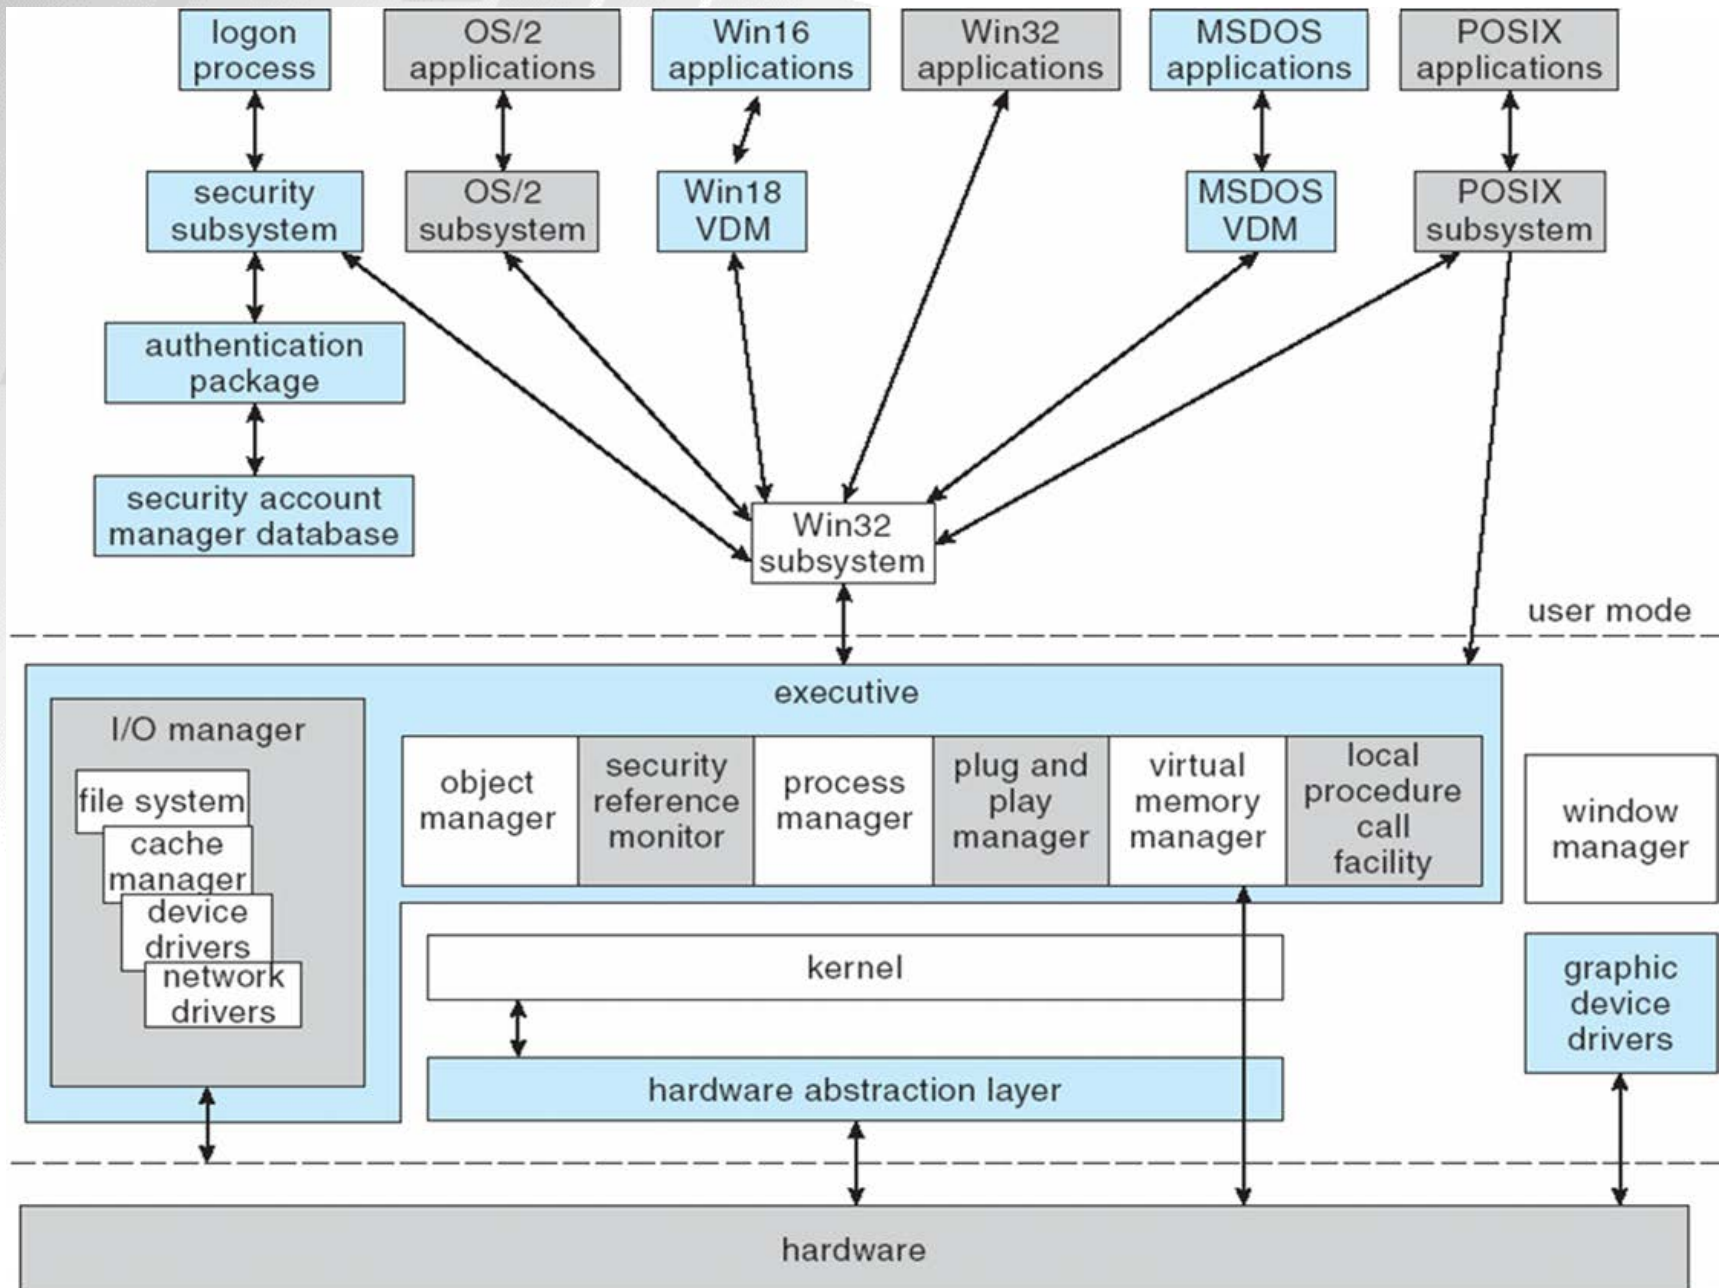 logon
process
OS/2
applications
Win16
applications
Win32
applications
MSDOS
applications
POSIX
applications
security
subsystem
OS/2
subsystem
Win18
VDM
MSDOS
VDM
POSIX
subsystem
authentication
package
security account
manager database
Win32
subsystem
user mode
executive
I/O manager
file system
cache
manager
device
drivers
network
drivers
object
manager
security
reference
monitor
process
manager
plug and
play
manager
virtual
memory
manager
local
procedure
call
facility
window
manager
kernel
graphic
device
drivers
hardware abstraction layer
hardware